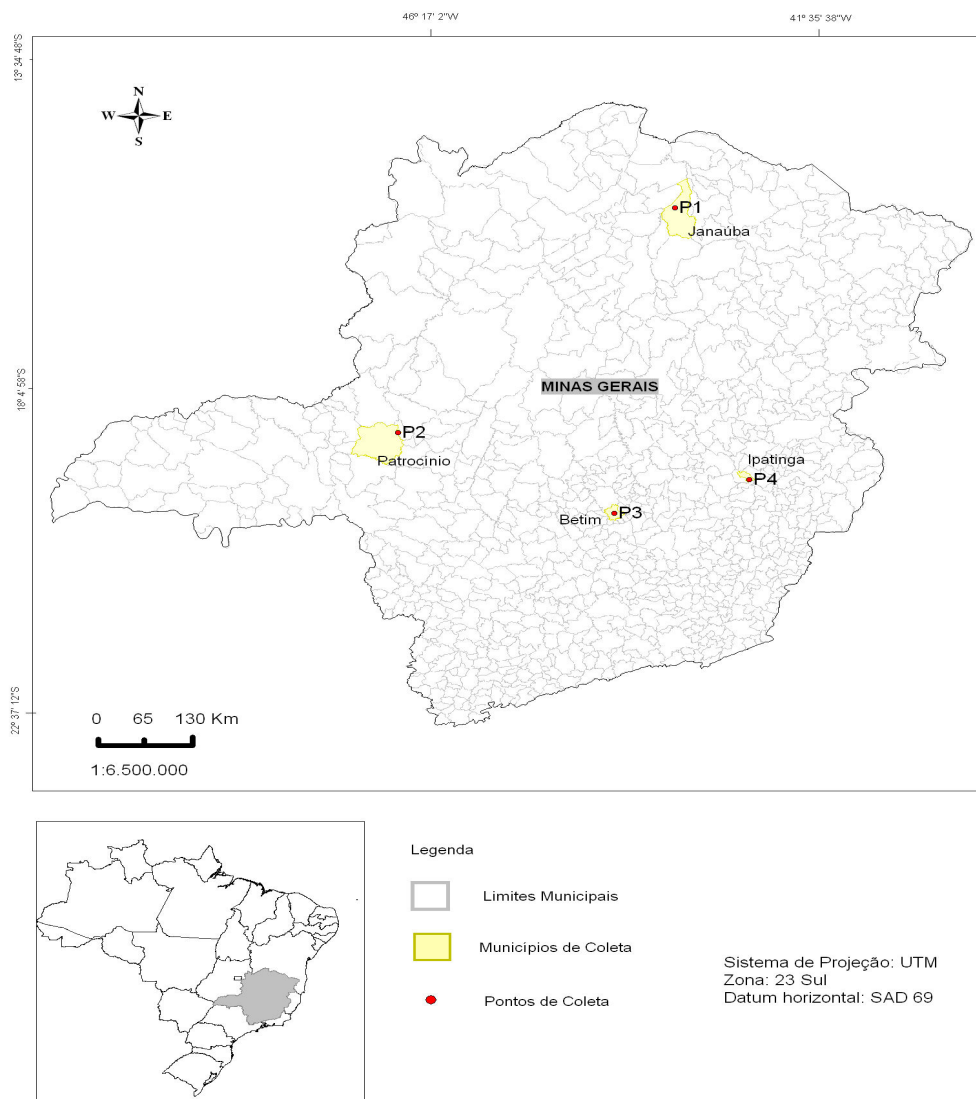 46º 17' 2"W
41º 35' 38"W
13º 34' 48"S
18º 4' 58"S
22º 37' 12"S
N
W E
S
P1
Janaúba
MINAS GERAIS
P2
Patrocinio
Ipatinga
P4
Betim
P3
0 65 130 Km
1:6.500.000
Legenda
Limites Municipais
Municípios de Coleta
Pontos de Coleta
Sistema de Projeção: UTM
Zona: 23 Sul
Datum horizontal: SAD 69